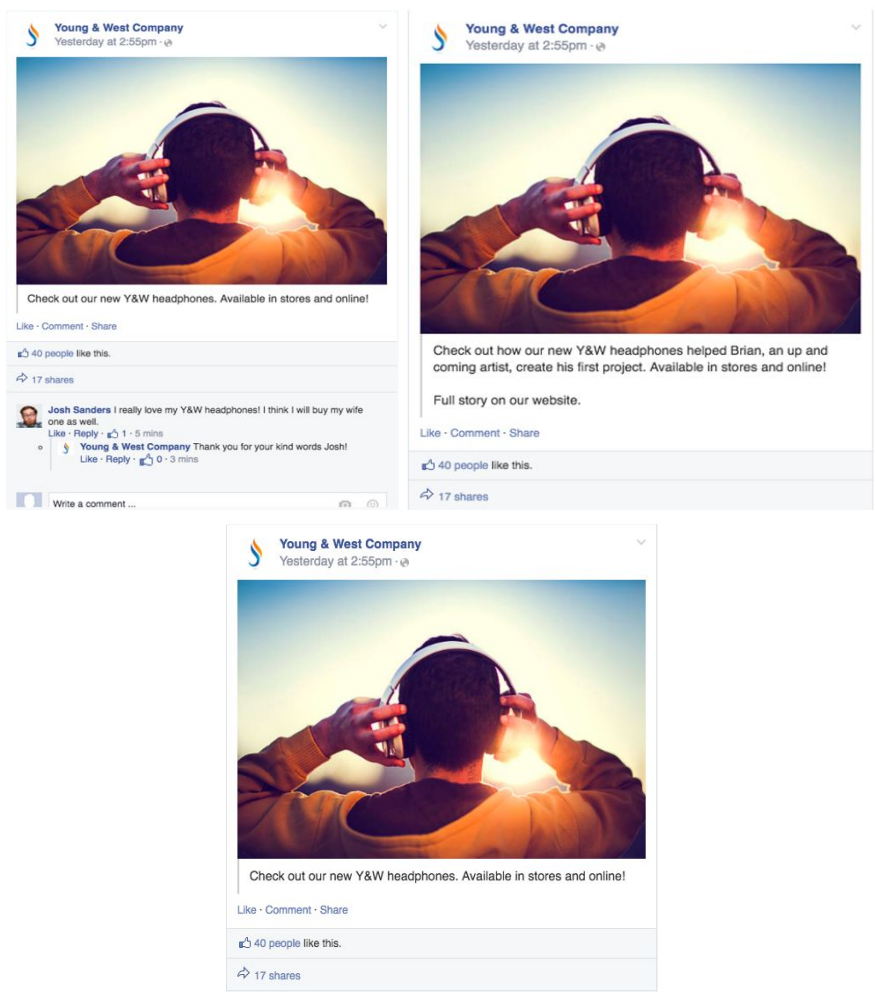 Young & West Company
Yesterday at 2:55pm ·
Check out our new Y&W headphones. Available in stores and online!
Like · Comment · Share
40 people like this.
17 shares
Josh Sanders I really love my Y&W headphones! I think I will buy my wife
one as well.
Like · Reply · 1 · 5 mins
Young & West Company Thank you for your kind words Josh!
Like · Reply · 0 · 3 mins
Write a comment ...
Young & West Company
Yesterday at 2:55pm ·
Check out how our new Y&W headphones helped Brian, an up and
coming artist, create his first project. Available in stores and online!
Full story on our website.
Like · Comment · Share
40 people like this.
17 shares
Young & West Company
Yesterday at 2:55pm ·
Check out our new Y&W headphones. Available in stores and online!
Like · Comment · Share
40 people like this.
17 shares